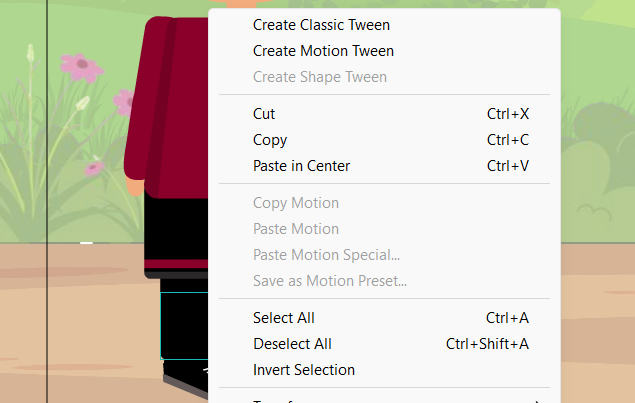 Create Classic Tween
Create Motion Tween
Create Shape Tween
Cut Ctrl+X
Copy Ctrl+C
Paste in Center Ctrl+V
Copy Motion
Paste Motion
Paste Motion Special...
Save as Motion Preset...
Select All Ctrl+A
Deselect All Ctrl+Shift+A
Invert Selection